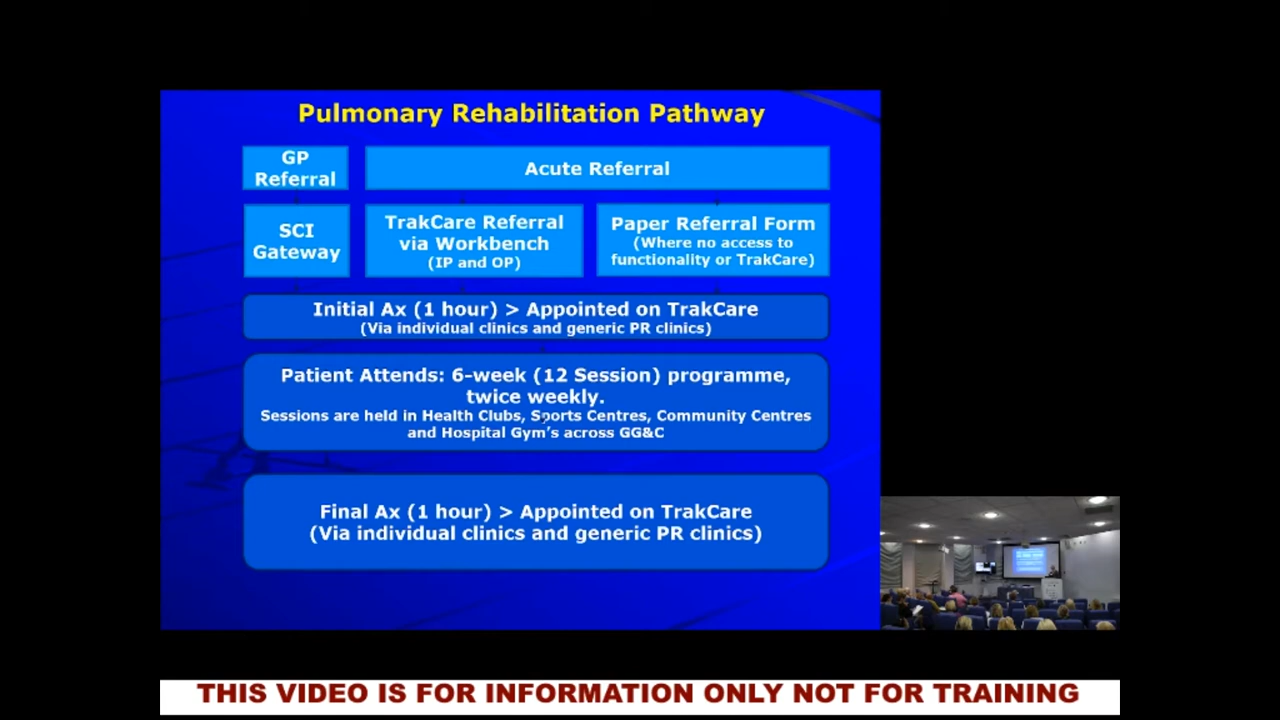 Pulmonary Rehabilitation Pathway
GP
Referral
Acute Referral
SCI
Gateway
TrakCare Referral
via Workbench
(IP and OP)
Paper Referral Form
(Where no access to
functionality or TrakCare)
Initial Ax (1 hour) > Appointed on TrakCare
(Via individual clinics and generic PR clinics)
Patient Attends: 6-week (12 Session) programme,
twice weekly.
Sessions are held in Health Clubs, Sports Centres, Community Centres
and Hospital Gym's across GG&C
Final Ax (1 hour) > Appointed on TrakCare
(Via individual clinics and generic PR clinics)
THIS VIDEO IS FOR INFORMATION ONLY NOT FOR TRAINING